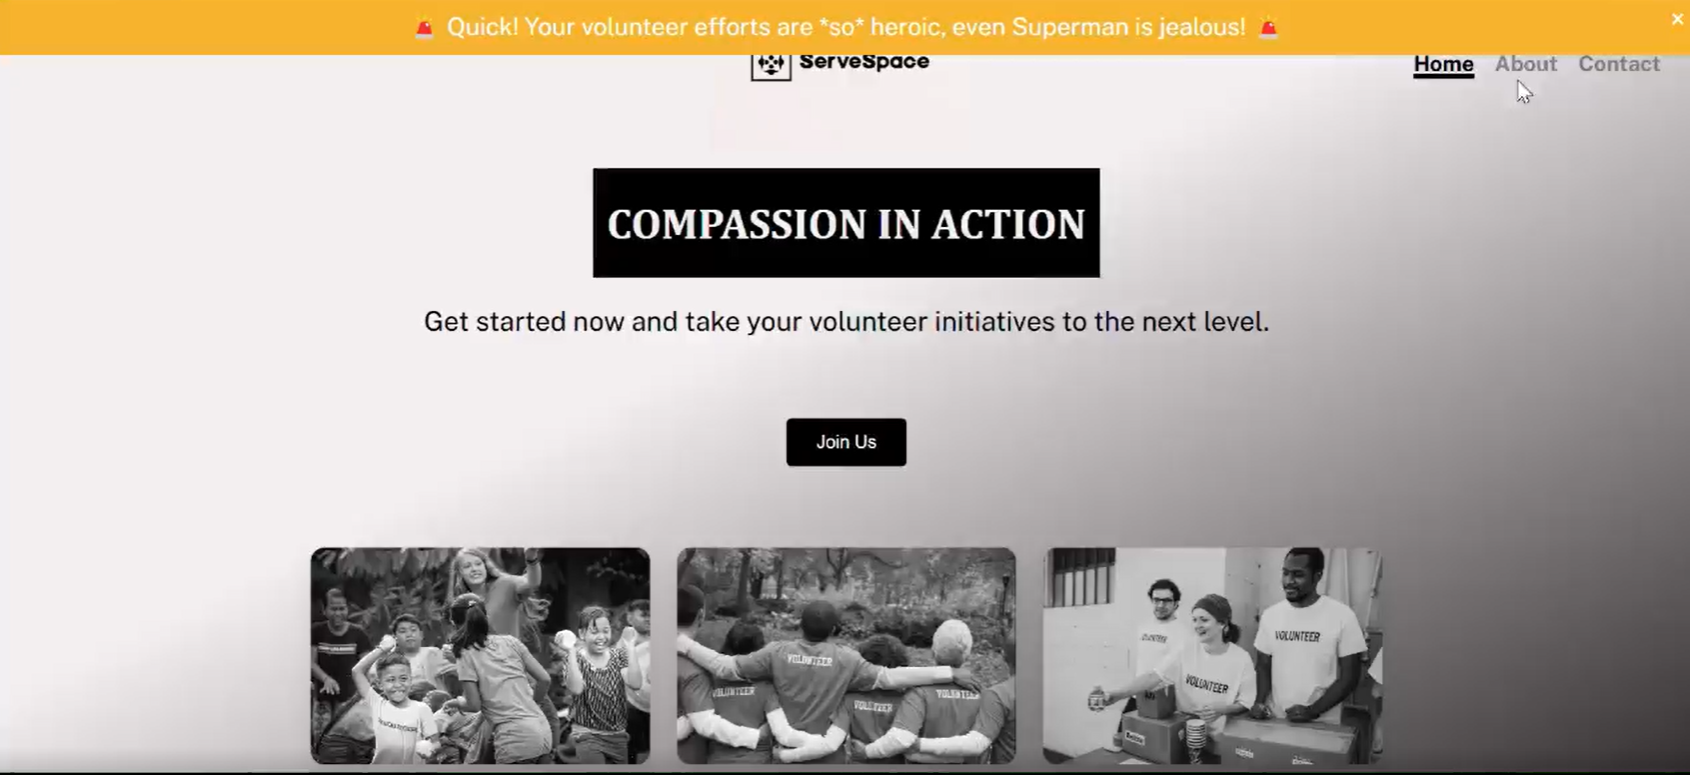 🚨 Quick! Your volunteer efforts are *so* heroic, even Superman is jealous! 🚨 ×
ServeSpace
Home About Contact
COMPASSION IN ACTION
Get started now and take your volunteer initiatives to the next level.
Join Us
VOLUNTEER
VOLUNTEER
VOLUNTEER
VOLUNTEER
VOLUNTEER
VOLUNTEER
VOLUNTEER